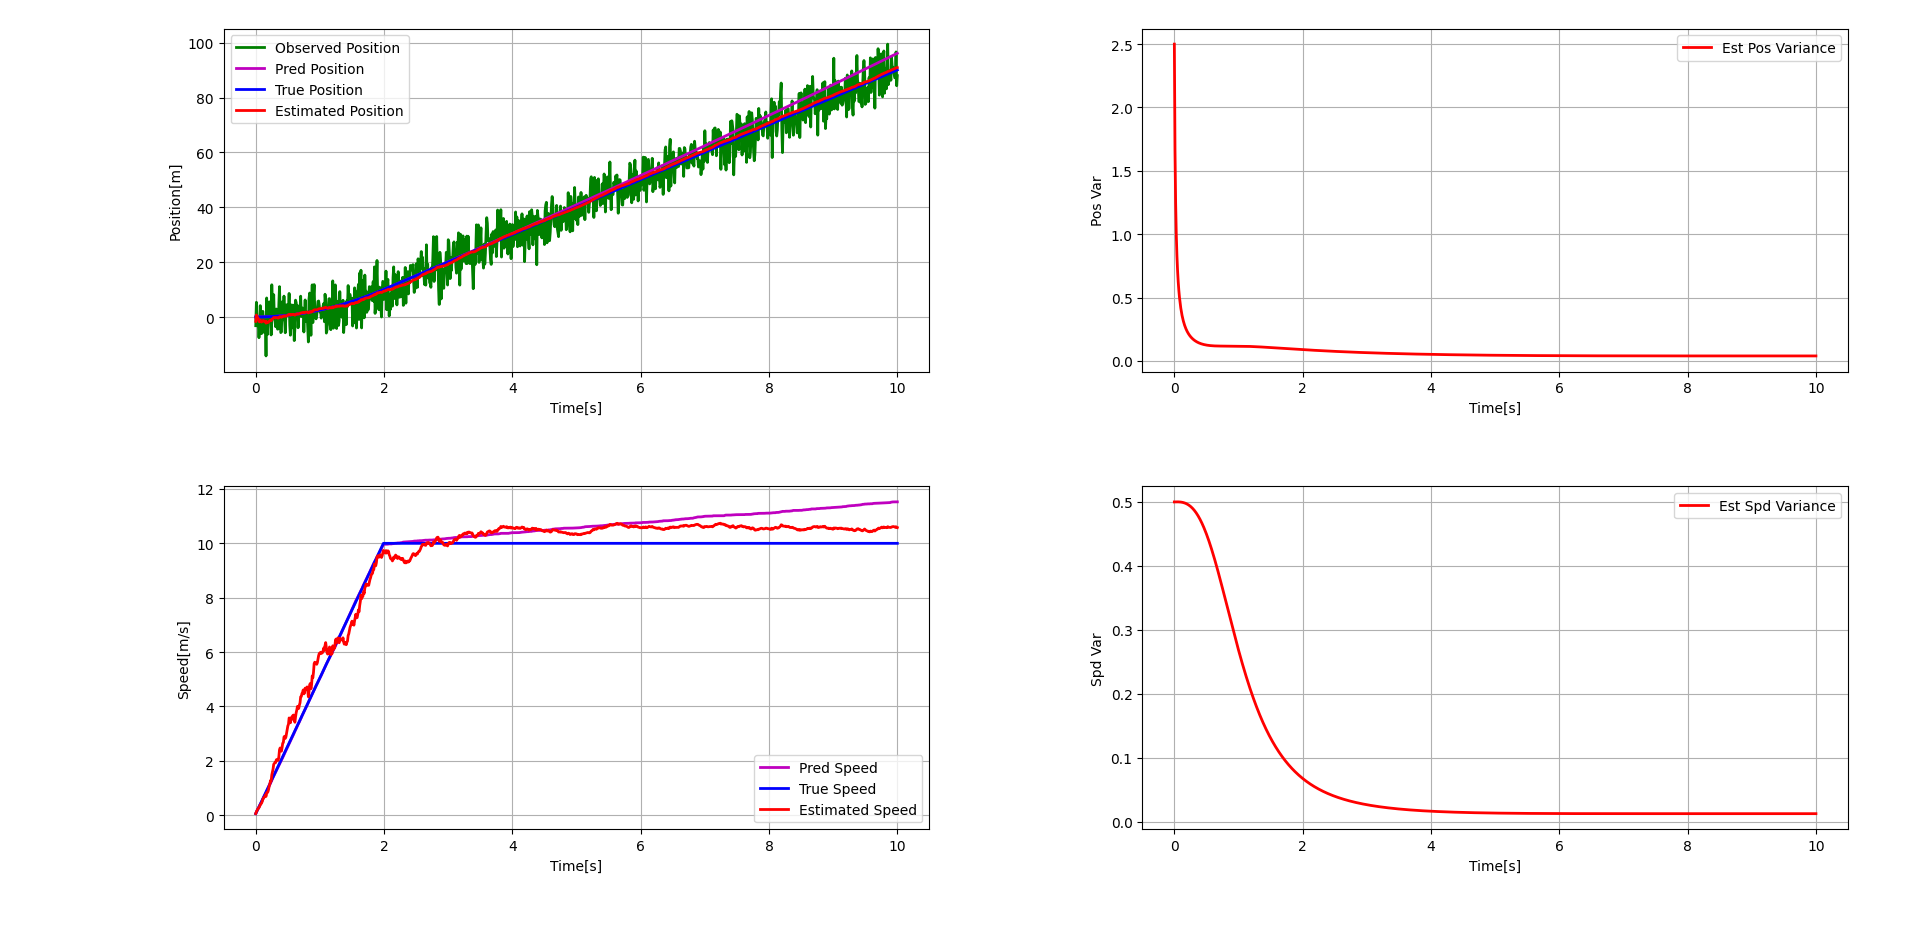 Observed Position
Pred Position
True Position
Estimated Position
100
80
60
40
20
0
Position[m]
0 2 4 6 8 10
Time[s]
Est Pos Variance
2.5
2.0
1.5
1.0
0.5
0.0
Pos Var
0 2 4 6 8 10
Time[s]
12
10
8
6
4
2
0
Speed[m/s]
Pred Speed
True Speed
Estimated Speed
0 2 4 6 8 10
Time[s]
Est Spd Variance
0.5
0.4
0.3
0.2
0.1
0.0
Spd Var
0 2 4 6 8 10
Time[s]